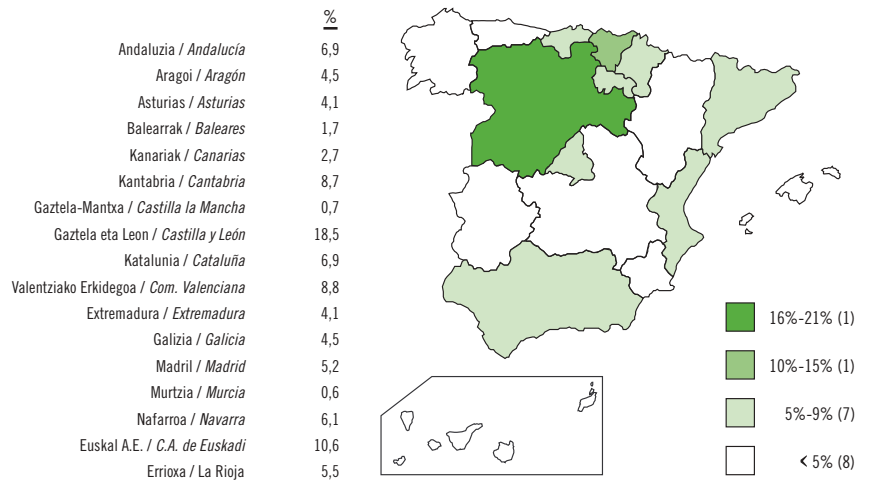 %
Andaluzia / Andalucía 6,9
Aragoi / Aragón 4,5
Asturias / Asturias 4,1
Balearrak / Baleares 1,7
Kanariak / Canarias 2,7
Kantabria / Cantabria 8,7
Gaztela-Mantxa / Castilla la Mancha 0,7
Gaztela eta Leon / Castilla y León 18,5
Katalunia / Cataluña 6,9
Valentziako Erkidegoa / Com. Valenciana 8,8
Extremadura / Extremadura 4,1
Galizia / Galicia 4,5
Madril / Madrid 5,2
Murtzia / Murcia 0,6
Nafarroa / Navarra 6,1
Euskal A.E. / C.A. de Euskadi 10,6
Errioxa / La Rioja 5,5
16%-21% (1)
10%-15% (1)
5%-9% (7)
< 5% (8)